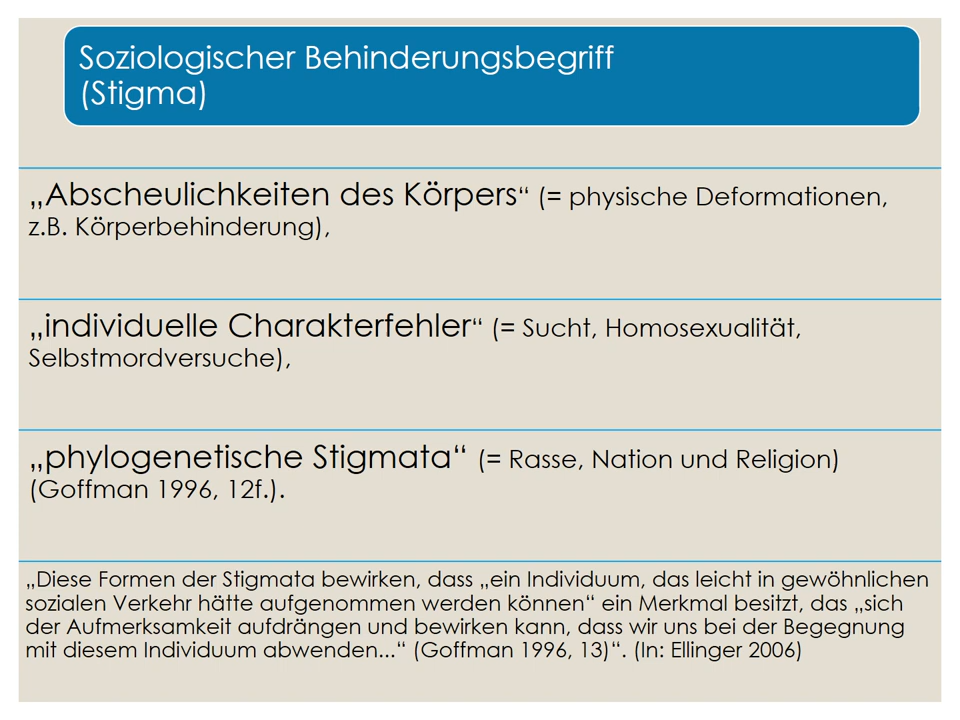 Soziologischer Behinderungsbegriff
(Stigma)
„Abscheulichkeiten des Körpers“ (= physische Deformationen,
z.B. Körperbehinderung),
„individuelle Charakterfehler“ (= Sucht, Homosexualität,
Selbstmordversuche),
„phylogenetische Stigmata“ (= Rasse, Nation und Religion)
(Goffman 1996, 12f.).
„Diese Formen der Stigmata bewirken, dass „ein Individuum, das leicht in gewöhnlichen
sozialen Verkehr hätte aufgenommen werden können“ ein Merkmal besitzt, das „sich
der Aufmerksamkeit aufdrängen und bewirken kann, dass wir uns bei der Begegnung
mit diesem Individuum abwenden...“ (Goffman 1996, 13)“. (In: Ellinger 2006)